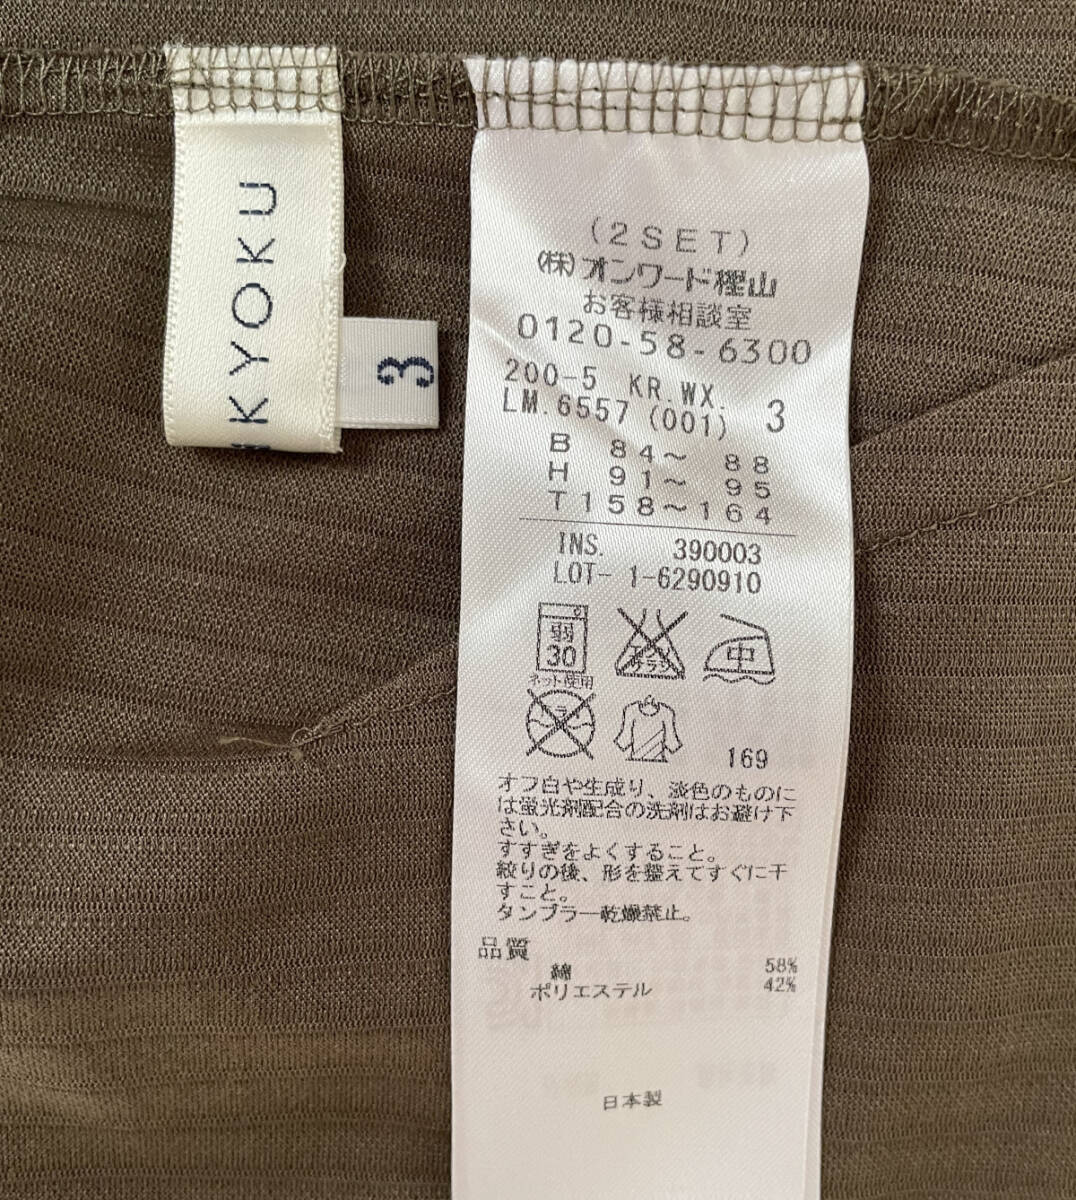 KYOKU
3
(2SET)
(株)オンワード樫山
お客様相談室
0120-58-6300
200-5 KR.WX.
LM.6557 (001) 3
B 84～ 88
H 91～ 95
T158～164
INS. 390003
LOT- 1-6290910
弱
30
ネット使用
中
169
オフ白や生成り、淡色のものに
は蛍光剤配合の洗剤はお避け下
さい。
すすぎをよくすること。
絞りの後、形を整えてすぐに干
すこと。
タンブラー乾燥禁止。
品質
綿 58%
ポリエステル 42%
日本製